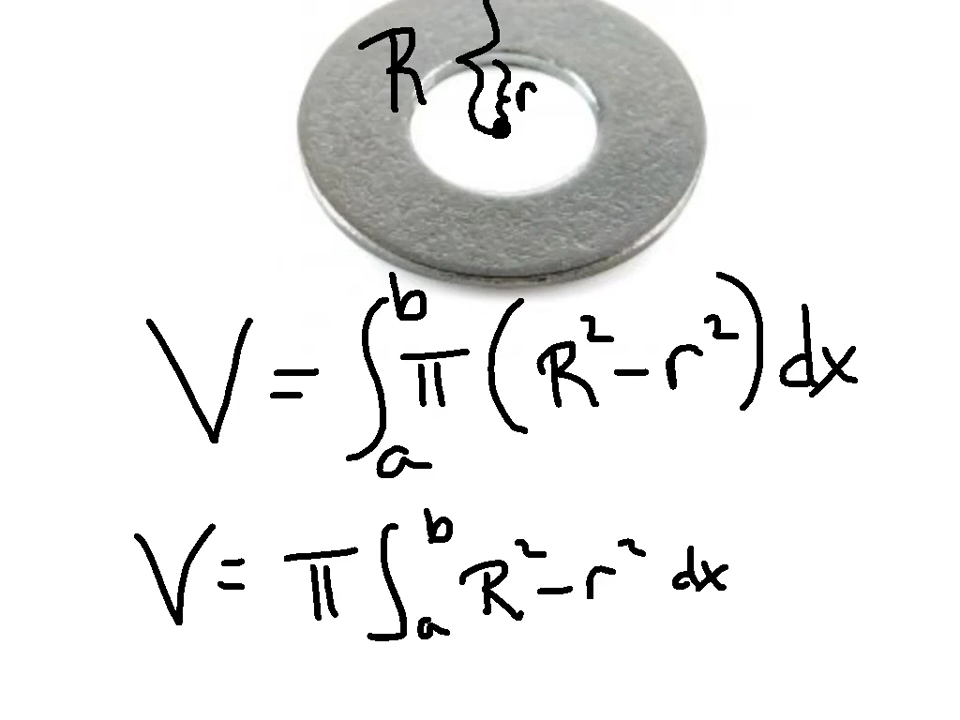 R { { r
V = ∫_a^b π (R² - r²) dx
V = π ∫_a^b R² - r² dx